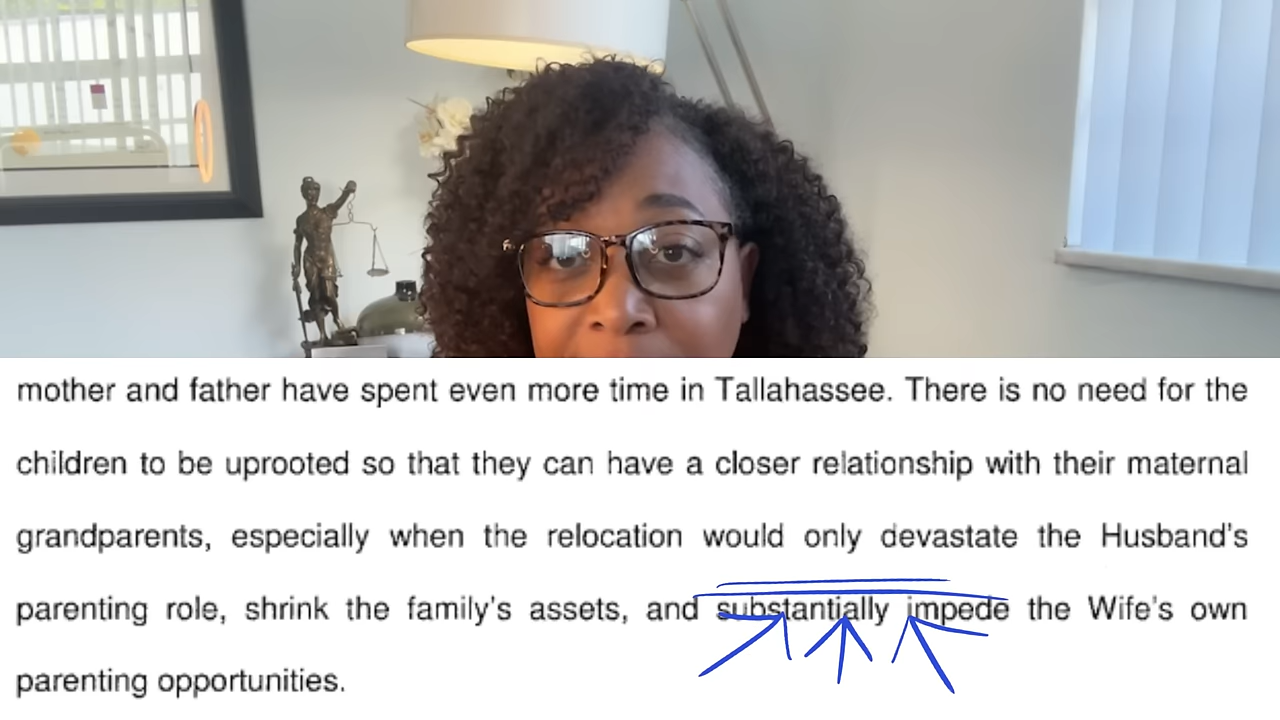 mother and father have spent even more time in Tallahassee. There is no need for the
children to be uprooted so that they can have a closer relationship with their maternal
grandparents, especially when the relocation would only devastate the Husband's
parenting role, shrink the family's assets, and substantially impede the Wife's own
parenting opportunities.